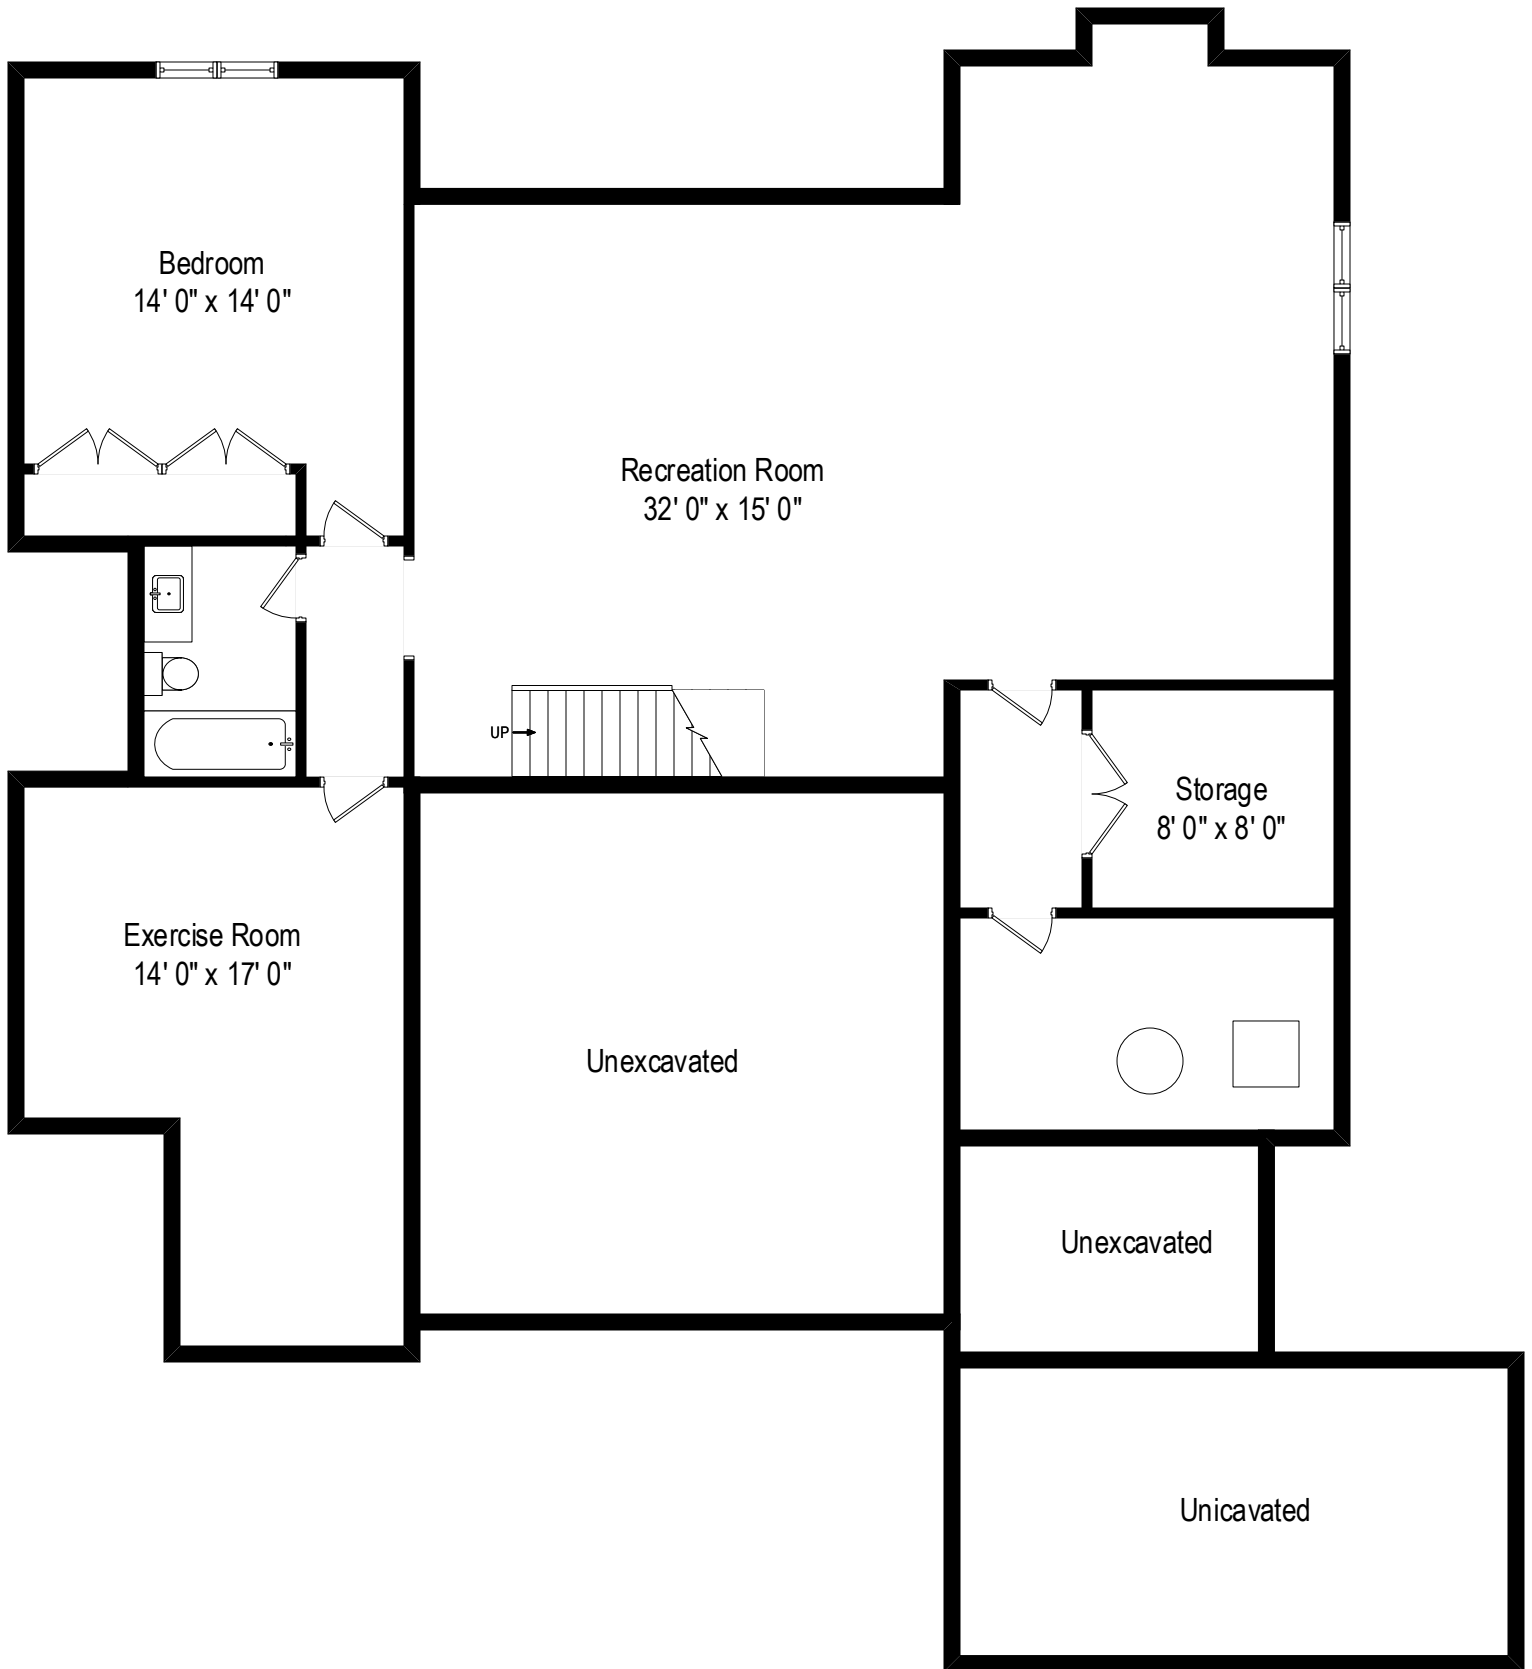 Bedroom
14' 0" x 14' 0"
Recreation Room
32' 0" x 15' 0"
UP
Storage
8' 0" x 8' 0"
Exercise Room
14' 0" x 17' 0"
Unexcavated
Unexcavated
Unicavated